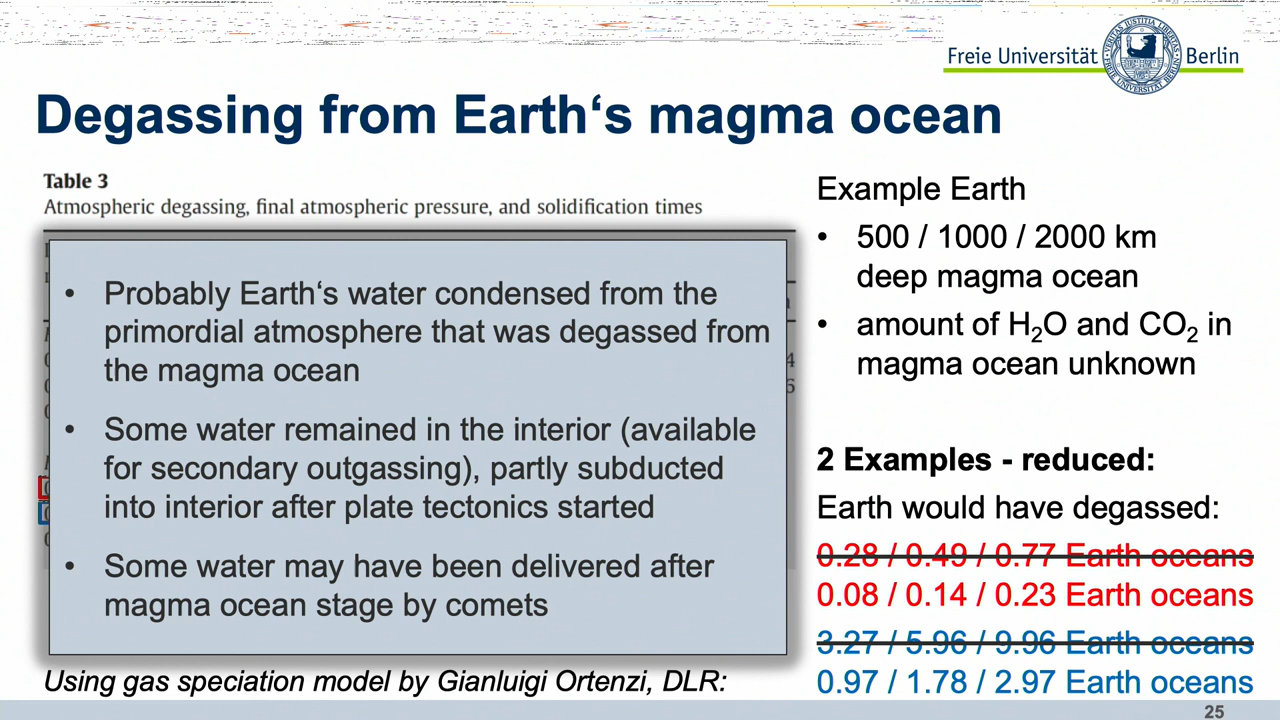 Freie Universität Berlin
Degassing from Earth‘s magma ocean
Table 3
Atmospheric degassing, final atmospheric pressure, and solidification times
• Probably Earth‘s water condensed from the
primordial atmosphere that was degassed from
the magma ocean
• Some water remained in the interior (available
for secondary outgassing), partly subducted
into interior after plate tectonics started
• Some water may have been delivered after
magma ocean stage by comets
Using gas speciation model by Gianluigi Ortenzi, DLR:
Example Earth
• 500 / 1000 / 2000 km
deep magma ocean
• amount of H₂O and CO₂ in
magma ocean unknown
2 Examples - reduced:
Earth would have degassed:
0.28 / 0.49 / 0.77 Earth oceans
0.08 / 0.14 / 0.23 Earth oceans
3.27 / 5.96 / 9.96 Earth oceans
0.97 / 1.78 / 2.97 Earth oceans
25